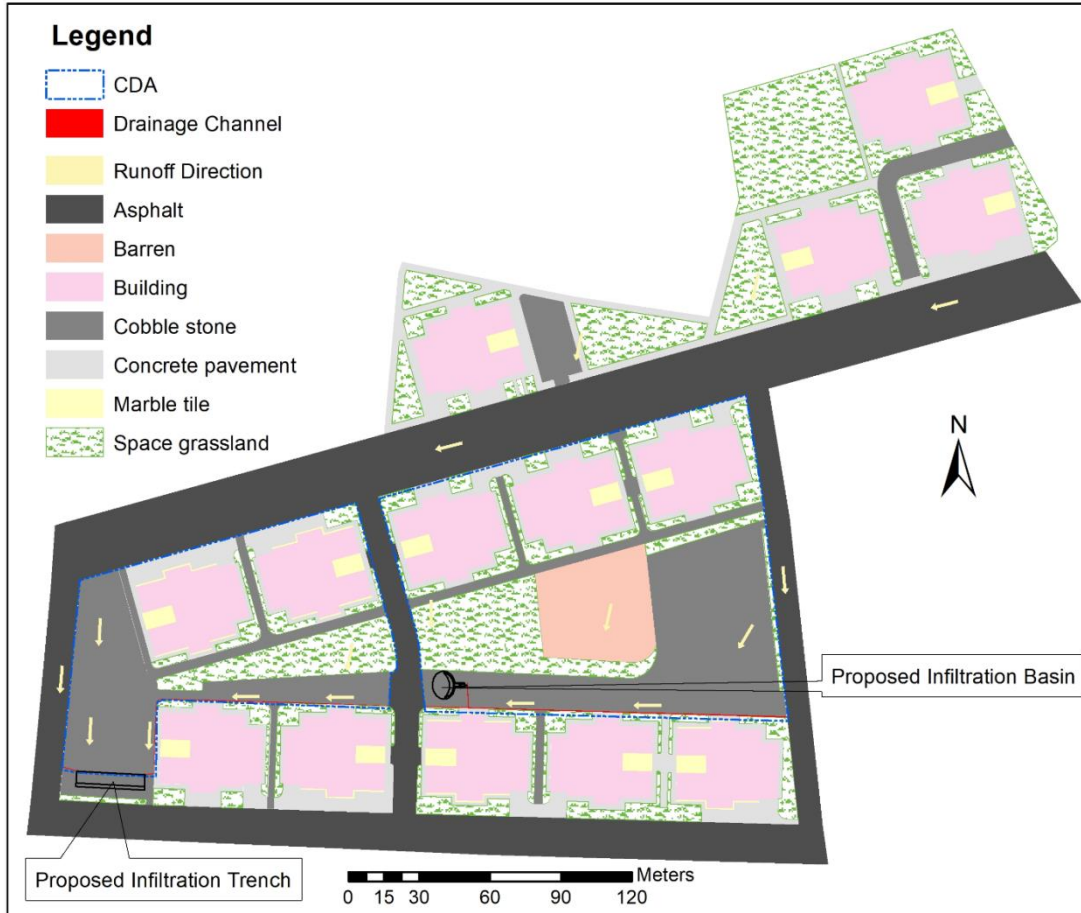 Legend
CDA
Drainage Channel
Runoff Direction
Asphalt
Barren
Building
Cobble stone
Concrete pavement
Marble tile
Space grassland
N
Proposed Infiltration Basin
Proposed Infiltration Trench
Meters
0 15 30 60 90 120